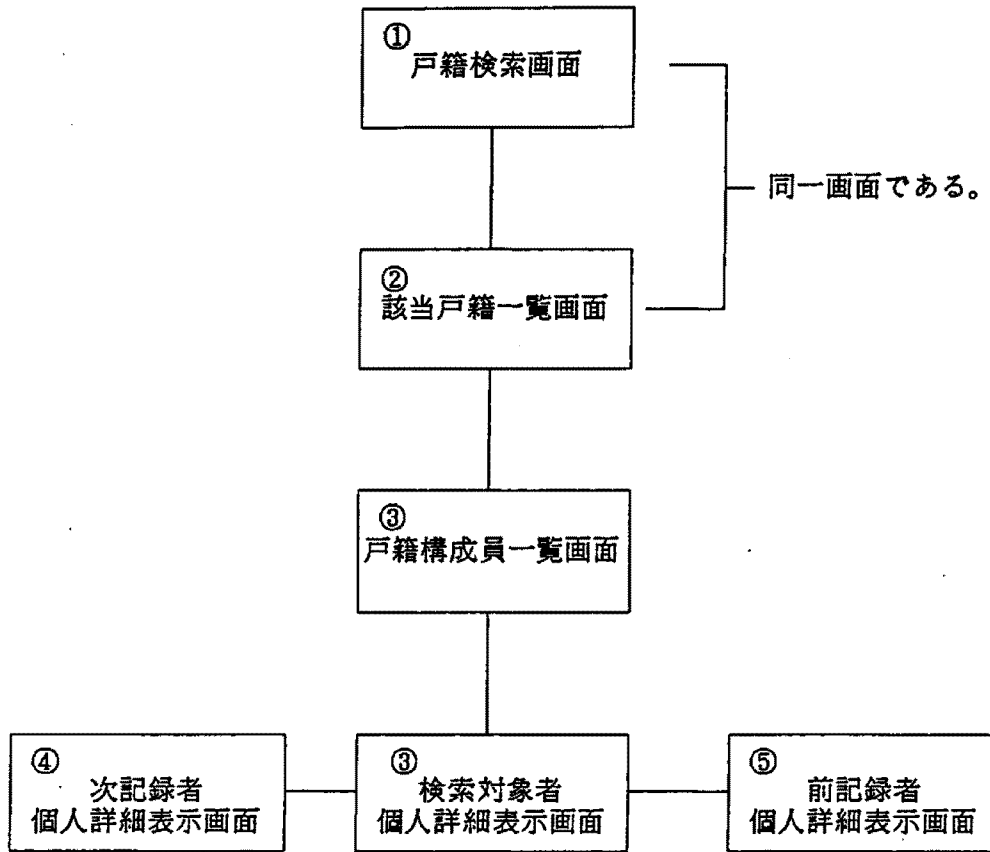 ①
戸籍検索画面
同一画面である。
②
該当戸籍一覧画面
③
戸籍構成員一覧画面
④
次記録者
個人詳細表示画面
③
検索対象者
個人詳細表示画面
⑤
前記録者
個人詳細表示画面